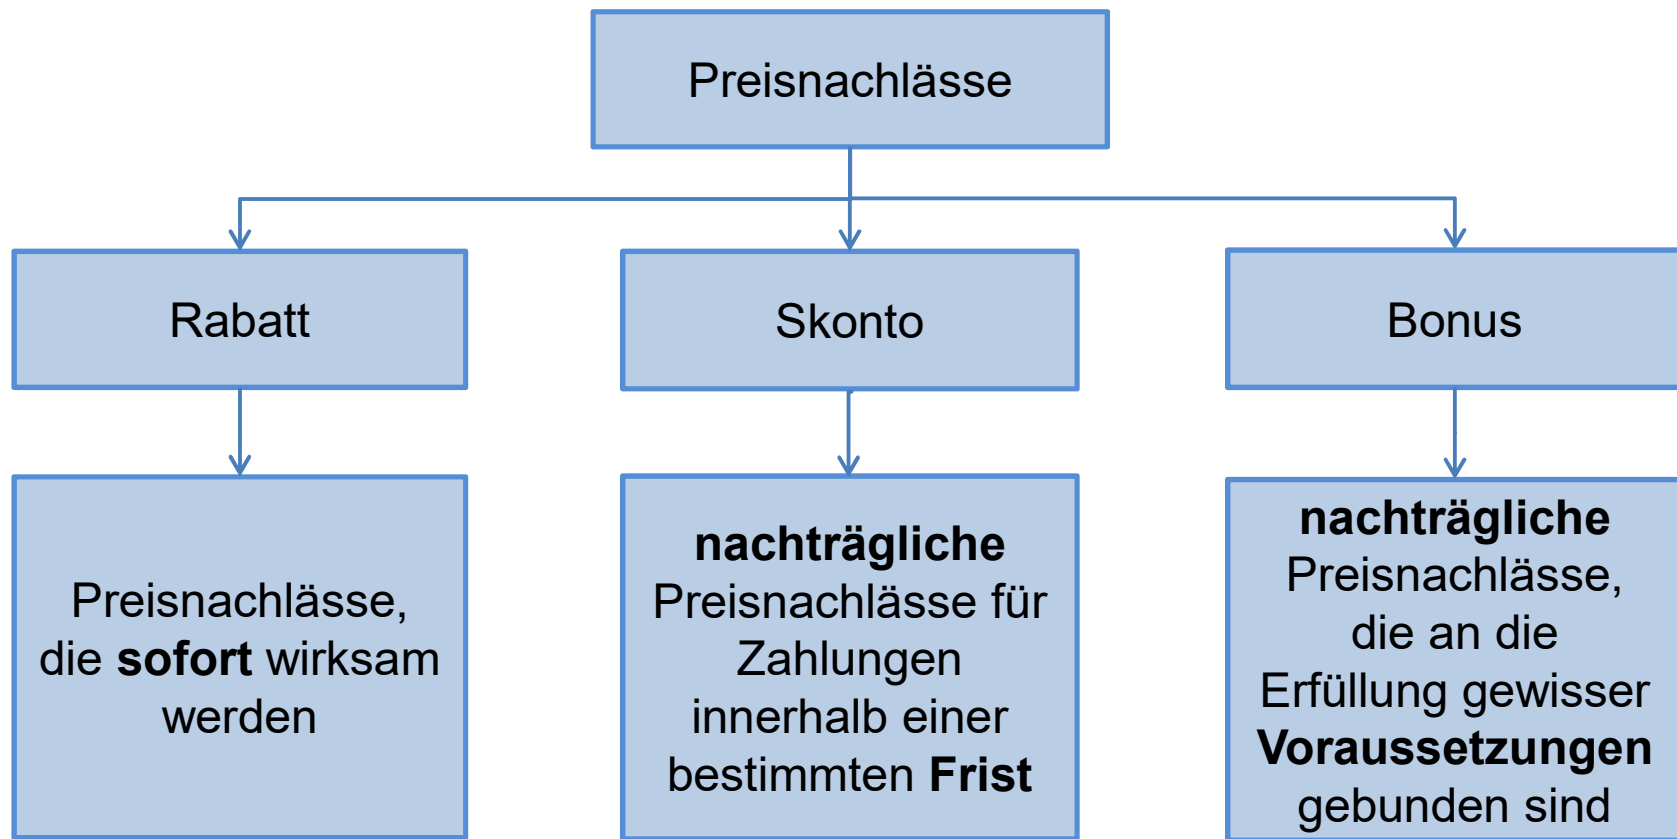 Preisnachlässe
Rabatt
Skonto
Bonus
Preisnachlässe,
die sofort wirksam
werden
nachträgliche
Preisnachlässe für
Zahlungen
innerhalb einer
bestimmten Frist
nachträgliche
Preisnachlässe,
die an die
Erfüllung gewisser
Voraussetzungen
gebunden sind